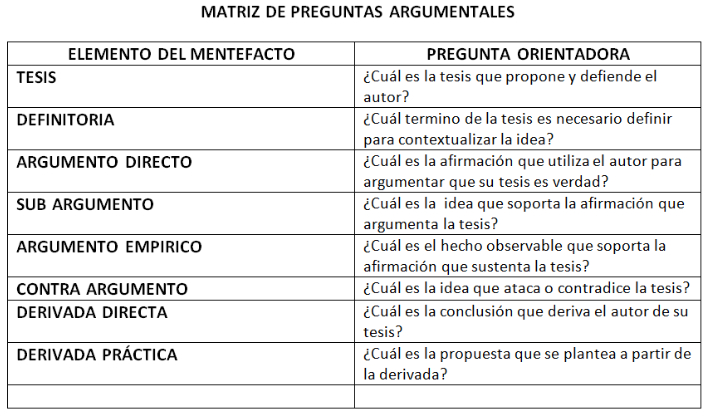 MATRIZ DE PREGUNTAS ARGUMENTALES
ELEMENTO DEL MENTEFACTO PREGUNTA ORIENTADORA
TESIS ¿Cuál es la tesis que propone y defiende el
autor?
DEFINITORIA ¿Cuál termino de la tesis es necesario definir
para contextualizar la idea?
ARGUMENTO DIRECTO ¿Cuál es la afirmación que utiliza el autor para
argumentar que su tesis es verdad?
SUB ARGUMENTO ¿Cuál es la idea que soporta la afirmación que
argumenta la tesis?
ARGUMENTO EMPIRICO ¿Cuál es el hecho observable que soporta la
afirmación que sustenta la tesis?
CONTRA ARGUMENTO ¿Cuál es la idea que ataca o contradice la tesis?
DERIVADA DIRECTA ¿Cuál es la conclusión que deriva el autor de su
tesis?
DERIVADA PRÁCTICA ¿Cuál es la propuesta que se plantea a partir de
la derivada?